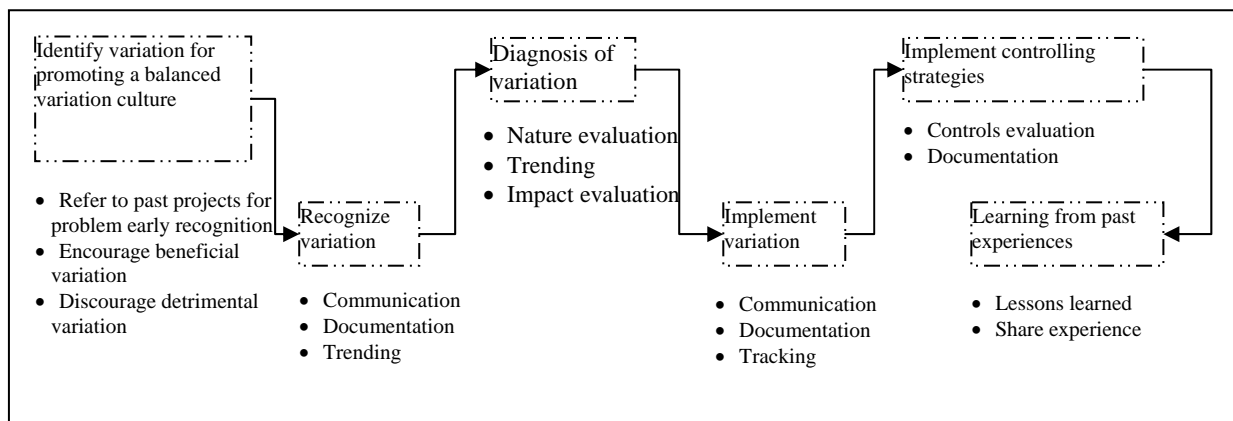 Identify variation for
promoting a balanced
variation culture
• Refer to past projects for
problem early recognition
• Encourage beneficial
variation
• Discourage detrimental
variation
Recognize
variation
• Communication
• Documentation
• Trending
Diagnosis of
variation
• Nature evaluation
• Trending
• Impact evaluation
Implement
variation
• Communication
• Documentation
• Tracking
Implement controlling
strategies
• Controls evaluation
• Documentation
Learning from past
experiences
• Lessons learned
• Share experience